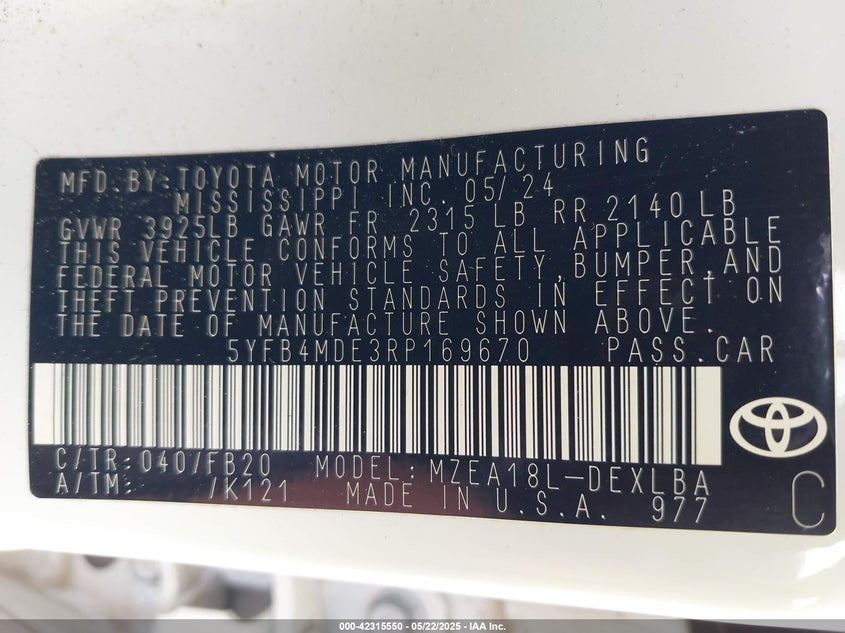 MFD.BY:TOYOTA MOTOR MANUFACTURING
MISSISSIPPI INC. 05/24
GVWR 3925LB GAWR FR 2315 LB RR 2140 LB
THIS VEHICLE CONFORMS TO ALL APPLICABLE
FEDERAL MOTOR VEHICLE SAFETY,BUMPER,AND
THEFT PREVENTION STANDARDS IN EFFECT ON
THE DATE OF MANUFACTURE SHOWN ABOVE.
5YFB4MDE3RP169670 PASS.CAR
C/TR:040/FB20 MODEL:MZEA18L-DEXLBA
A/TM: /K121 MADE IN U.S.A. 977
C
000-42315550 - 05/22/2025 - IAA Inc.